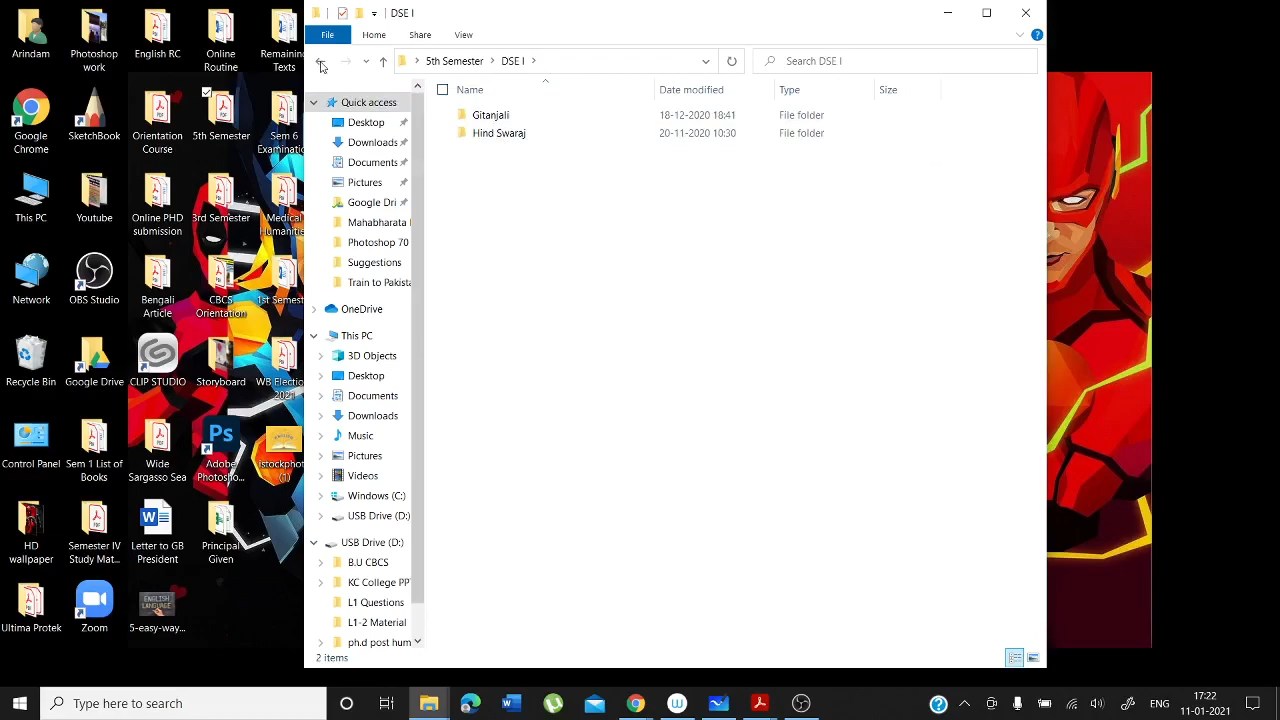 DSE I
File
Home
Share
View
5th Semester
DSE I
Search DSE I
Name
Date modified
Type
Size
Gitanjali
18-12-2020 18:41
File folder
Hind Swaraj
20-11-2020 10:30
File folder
2 items
Quick access
Desktop
Downloads
Documents
Pictures
Google Dri
Mahabharata
Photoshop 70
Suggestions
Train to Pakista
OneDrive
This PC
3D Objects
Desktop
Documents
Downloads
Music
Pictures
Videos
Windows (C:)
USB Drive (D:)
USB Drive (D:)
B.U CBCS
KC College PP
L1 Questions
L1-2 Material
ph.d post hum
Arindam
Photoshop
work
English RC
Online
Routine
Remaining
Texts
Google
Chrome
SketchBook
Orientation
Course
5th Semester
Sem 6
Examinatio
This PC
Youtube
Online PHD
submission
3rd Semester
Medical
Humanities
Network
OBS Studio
Bengali
Article
CBCS
Orientation
1st Semest
Recycle Bin
Google Drive
CLIP STUDIO
Storyboard
WB Electio
2021
Control Panel
Sem 1 List of
Books
Wide
Sargasso Sea
Ps
Adobe
Photosho...
istockphot
(1)
HD
wallpaper
Semester IV
Study Mat...
Letter to GB
President
Principal
Given
Ultima Protek
Zoom
ENGLISH
LANGUAGE
5-easy-way...
Type here to search
ENG
17:22
11-01-2021